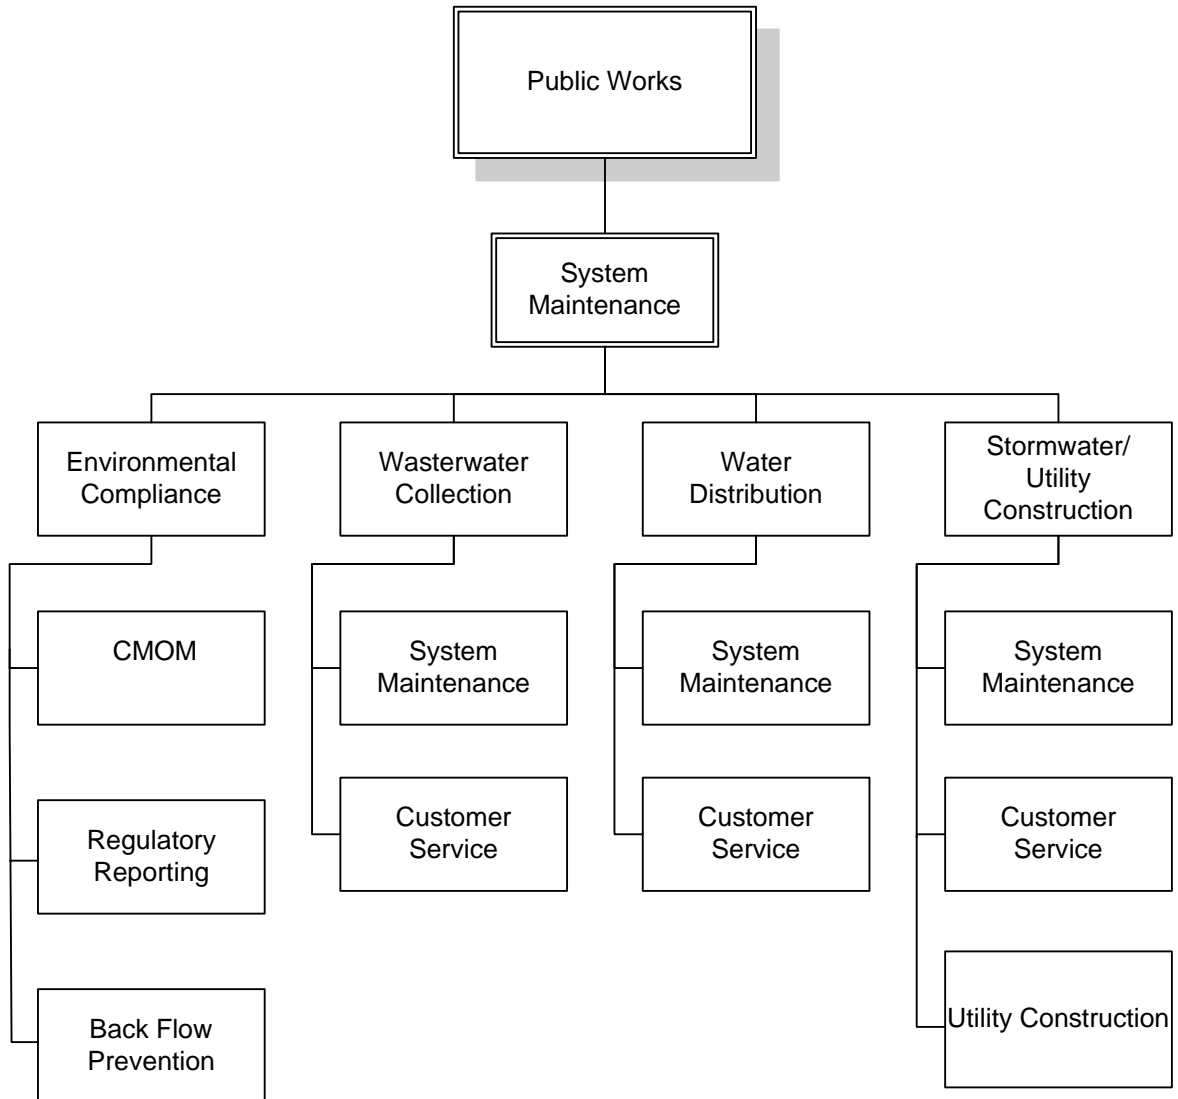 Public Works
System
Maintenance
Environmental
Compliance
Wasterwater
Collection
Water
Distribution
Stormwater/
Utility
Construction
CMOM
System
Maintenance
System
Maintenance
System
Maintenance
Regulatory
Reporting
Customer
Service
Customer
Service
Customer
Service
Back Flow
Prevention
Utility Construction